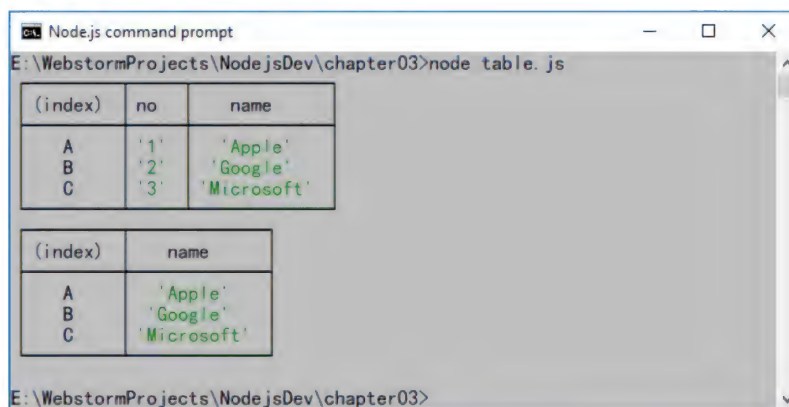 Node.js command prompt
E:\WebstormProjects\NodejsDev\chapter03>node table.js
(index) no name
A '1' 'Apple'
B '2' 'Google'
C '3' 'Microsoft'
(index) name
A 'Apple'
B 'Google'
C 'Microsoft'
E:\WebstormProjects\NodejsDev\chapter03>